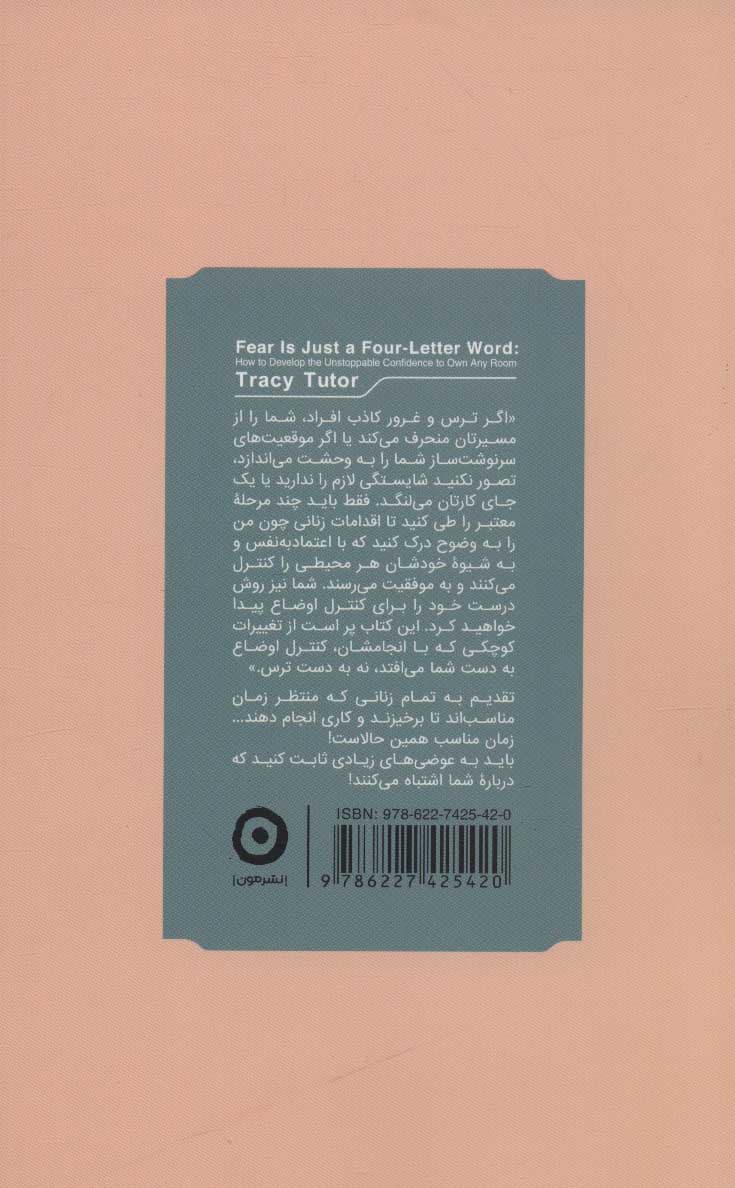 Fear Is Just a Four-Letter Word:
How to Develop the Unstoppable Confidence to Own Any Room
Tracy Tutor
«اگر ترس و غرور کاذب افراد، شما را از
مسیرتان منحرف می‌کند یا اگر موقعیت‌های
سرنوشت‌ساز شما را به وحشت می‌اندازد،
تصور نکنید شایستگی لازم را ندارید یا یک
جای کارتان می‌لنگد. فقط باید چند مرحلهٔ
معتبر را طی کنید تا اقدامات زنانی چون من
را به وضوح درک کنید که با اعتمادبه‌نفس و
به شیوهٔ خودشان هر محیطی را کنترل
می‌کنند و به موفقیت می‌رسند. شما نیز روش
درست خود را برای کنترل اوضاع پیدا
خواهید کرد. این کتاب پر است از تغییرات
کوچکی که با انجامشان، کنترل اوضاع
به دست شما می‌افتد، نه به دست ترس.»
تقدیم به تمام زنانی که منتظر زمان
مناسب‌اند تا برخیزند و کاری انجام دهند...
زمان مناسب همین حالاست!
باید به عوضی‌های زیادی ثابت کنید که
دربارهٔ شما اشتباه می‌کنند!
ISBN: 978-622-7425-42-0
9 786227 425420
|نشرمون|